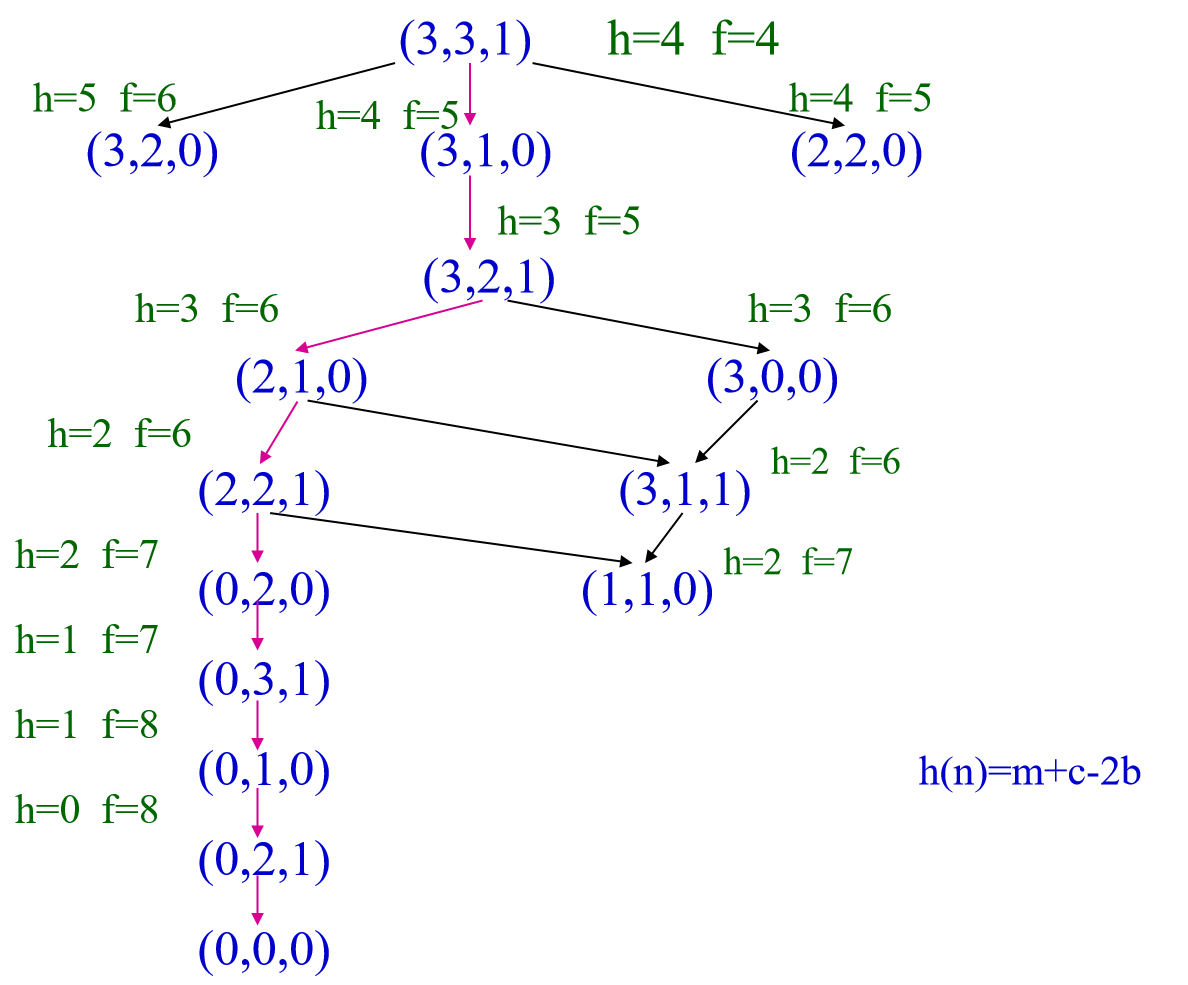 (3,3,1) h=4 f=4
h=5 f=6 h=4 f=5 h=4 f=5
(3,2,0) (3,1,0) (2,2,0)
h=3 f=5
(3,2,1)
h=3 f=6 h=3 f=6
(2,1,0) (3,0,0)
h=2 f=6 h=2 f=6
(2,2,1) (3,1,1)
h=2 f=7 h=2 f=7
(0,2,0) (1,1,0)
h=1 f=7
(0,3,1)
h=1 f=8
(0,1,0) h(n)=m+c-2b
h=0 f=8
(0,2,1)
(0,0,0)